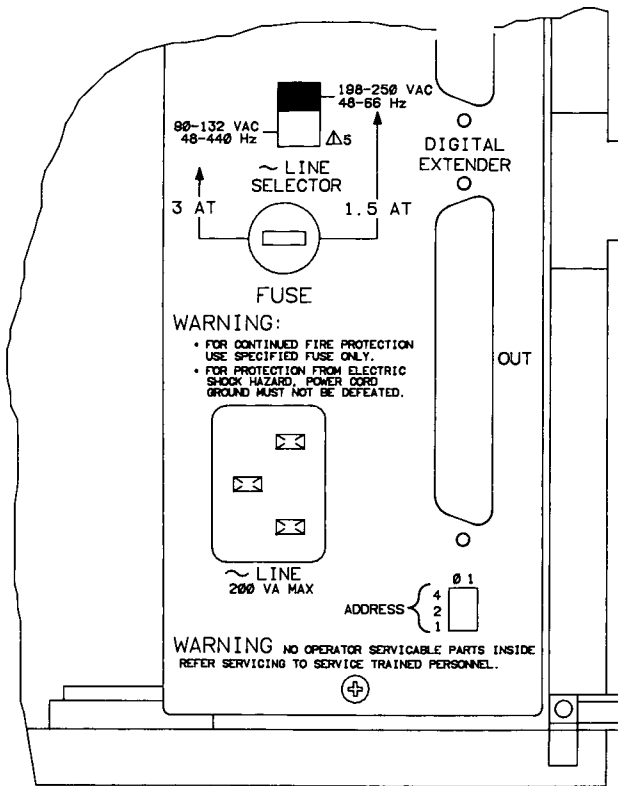 198-250 VAC
48-66 Hz
90-132 VAC
48-440 Hz
⚠5
~ LINE
SELECTOR
DIGITAL
EXTENDER
3 AT
1.5 AT
FUSE
WARNING:
• FOR CONTINUED FIRE PROTECTION
USE SPECIFIED FUSE ONLY.
• FOR PROTECTION FROM ELECTRIC
SHOCK HAZARD, POWER CORD
GROUND MUST NOT BE DEFEATED.
OUT
~ LINE
200 VA MAX
0 1
ADDRESS
4
2
1
WARNING NO OPERATOR SERVICABLE PARTS INSIDE
REFER SERVICING TO SERVICE TRAINED PERSONNEL.